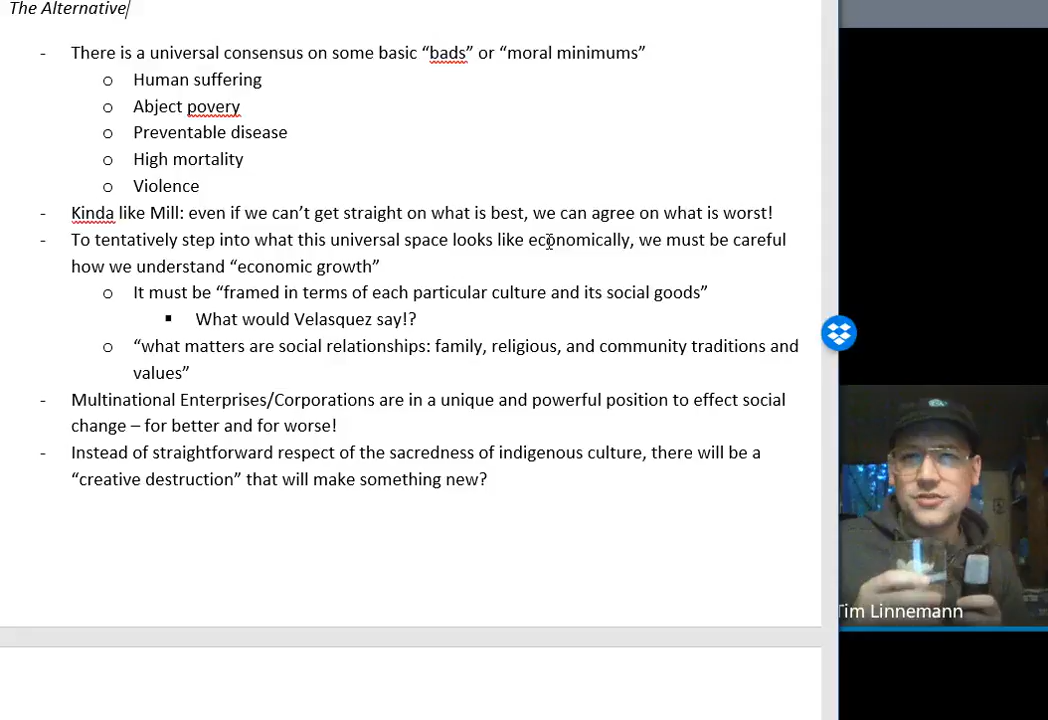 The Alternative
- There is a universal consensus on some basic “bads” or “moral minimums”
o Human suffering
o Abject povery
o Preventable disease
o High mortality
o Violence
- Kinda like Mill: even if we can’t get straight on what is best, we can agree on what is worst!
- To tentatively step into what this universal space looks like economically, we must be careful
how we understand “economic growth”
o It must be “framed in terms of each particular culture and its social goods”
▪ What would Velasquez say!?
o “what matters are social relationships: family, religious, and community traditions and
values”
- Multinational Enterprises/Corporations are in a unique and powerful position to effect social
change – for better and for worse!
- Instead of straightforward respect of the sacredness of indigenous culture, there will be a
“creative destruction” that will make something new?
Tim Linnemann